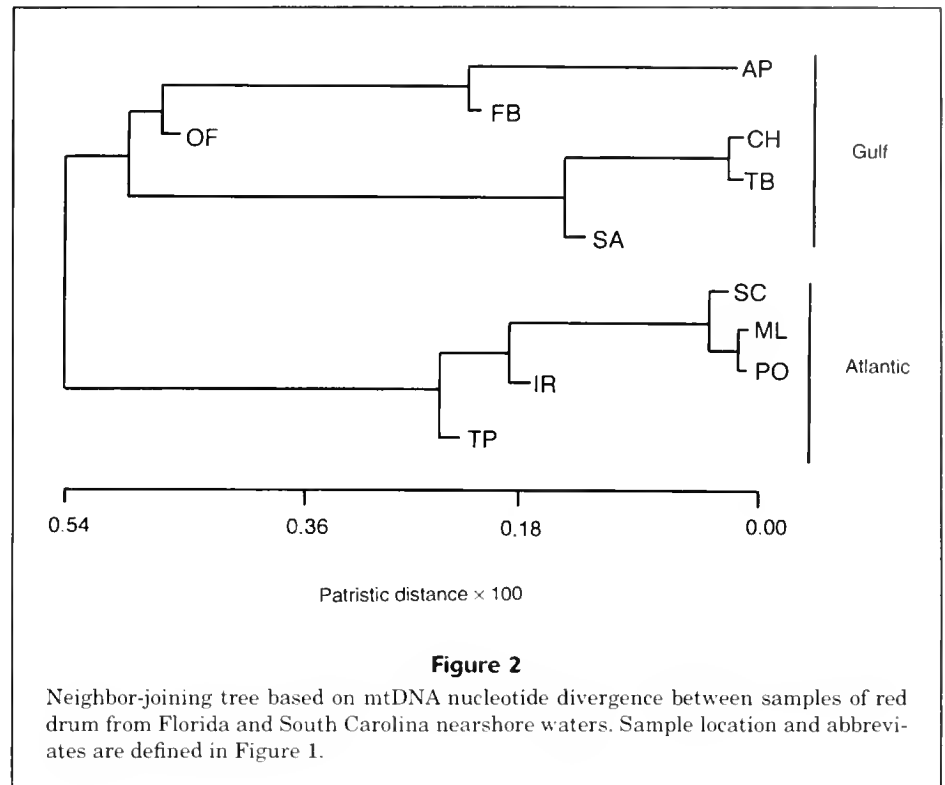 AP
FB
OF
CH
TB
SA
Gulf
SC
ML
PO
IR
TP
Atlantic
0.54 0.36 0.18 0.00
Patristic distance × 100
Figure 2
Neighbor-joining tree based on mtDNA nucleotide divergence between samples of red
drum from Florida and South Carolina nearshore waters. Sample location and abbrevi-
ates are defined in Figure 1.